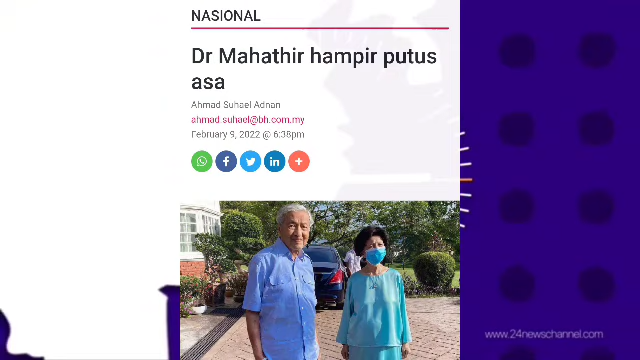 NASIONAL
Dr Mahathir hampir putus
asa
Ahmad Suhael Adnan
ahmad.suhael@bh.com.my
February 9, 2022 @ 6:38pm
www.24newschannel.com